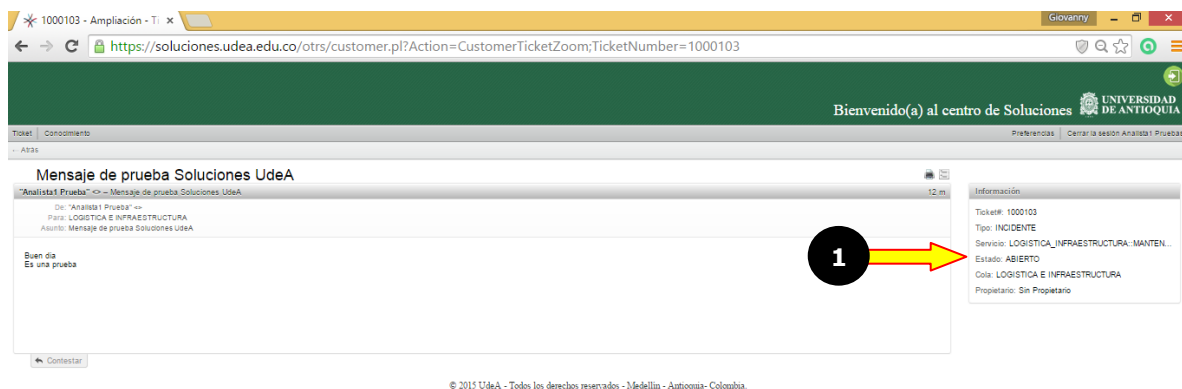 1000103 - Ampliación - Ti
Giovanny
https://soluciones.udea.edu.co/otrs/customer.pl?Action=CustomerTicketZoom;TicketNumber=1000103
Bienvenido(a) al centro de Soluciones
UNIVERSIDAD
DE ANTIOQUIA
Ticket Conocimiento
Preferencias Cerrar la sesión Analista1 Pruebas
← Atrás
Mensaje de prueba Soluciones UdeA
"Analista1 Prueba" <> – Mensaje de prueba Soluciones UdeA 12 m
De: "Analista1 Prueba" <>
Para: LOGISTICA E INFRAESTRUCTURA
Asunto: Mensaje de prueba Soluciones UdeA
Buen dia
Es una prueba
Contestar
1
Información
Ticket#: 1000103
Tipo: INCIDENTE
Servicio: LOGISTICA_INFRAESTRUCTURA::MANTEN...
Estado: ABIERTO
Cola: LOGISTICA E INFRAESTRUCTURA
Propietario: Sin Propietario
© 2015 UdeA - Todos los derechos reservados - Medellín - Antioquia- Colombia.